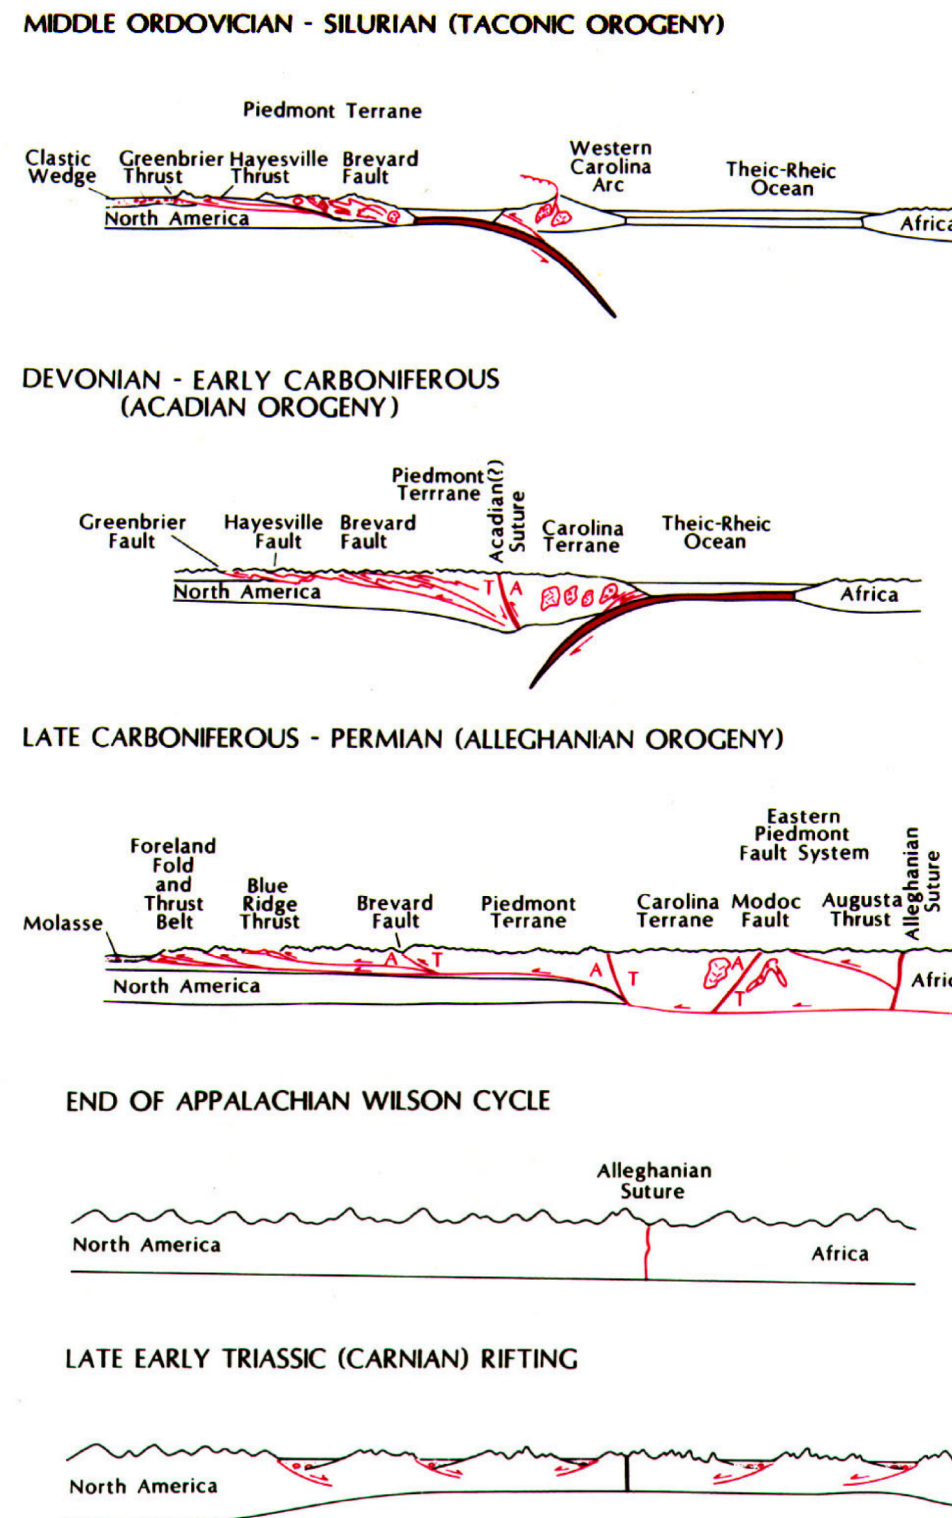 MIDDLE ORDOVICIAN - SILURIAN (TACONIC OROGENY)
Piedmont Terrane
Clastic
Wedge
Greenbrier
Thrust
Hayesville
Thrust
Brevard
Fault
Western
Carolina
Arc
Theic-Rheic
Ocean
North America
Africa
DEVONIAN - EARLY CARBONIFEROUS
(ACADIAN OROGENY)
Piedmont
Terrrane
Acadian(?)
Suture
Greenbrier
Fault
Hayesville
Fault
Brevard
Fault
Carolina
Terrane
Theic-Rheic
Ocean
T A
North America
Africa
LATE CARBONIFEROUS - PERMIAN (ALLEGHANIAN OROGENY)
Eastern
Piedmont
Fault System
Alleghanian
Suture
Foreland
Fold
and
Thrust
Belt
Molasse
Blue
Ridge
Thrust
Brevard
Fault
Piedmont
Terrane
Carolina
Terrane
Modoc
Fault
Augusta
Thrust
A T
A T
A
T
North America
Afric
END OF APPALACHIAN WILSON CYCLE
Alleghanian
Suture
North America
Africa
LATE EARLY TRIASSIC (CARNIAN) RIFTING
North America